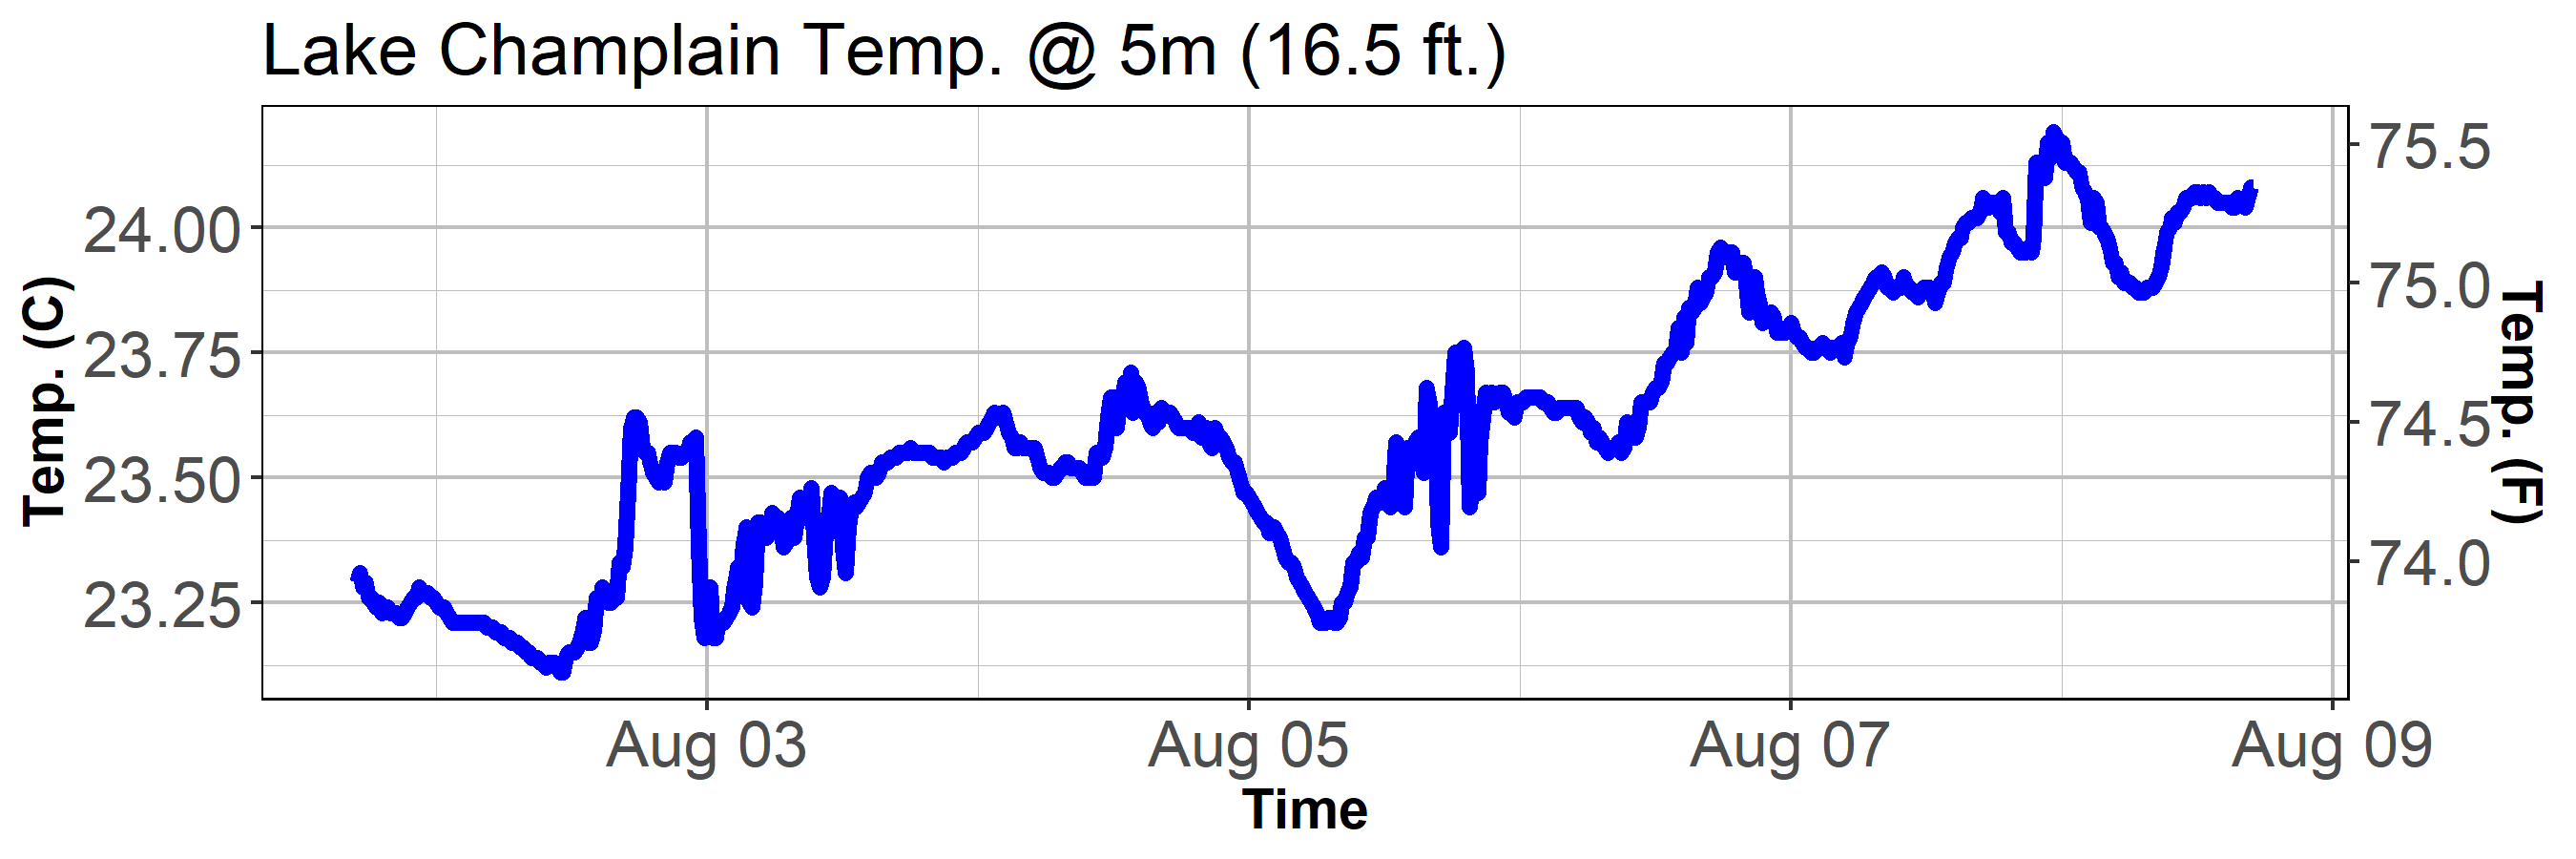 Lake Champlain Temp. @ 5m (16.5 ft.)
Temp. (C)
24.00
23.75
23.50
23.25
75.5
75.0
74.5
74.0
Temp. (F)
Aug 03
Aug 05
Aug 07
Aug 09
Time